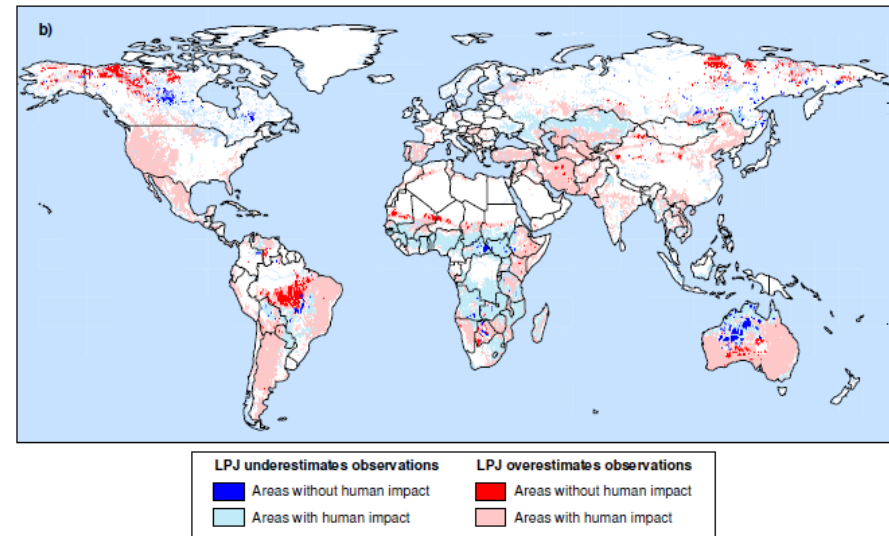 b)
LPJ underestimates observations
LPJ overestimates observations
Areas without human impact
Areas without human impact
Areas with human impact
Areas with human impact